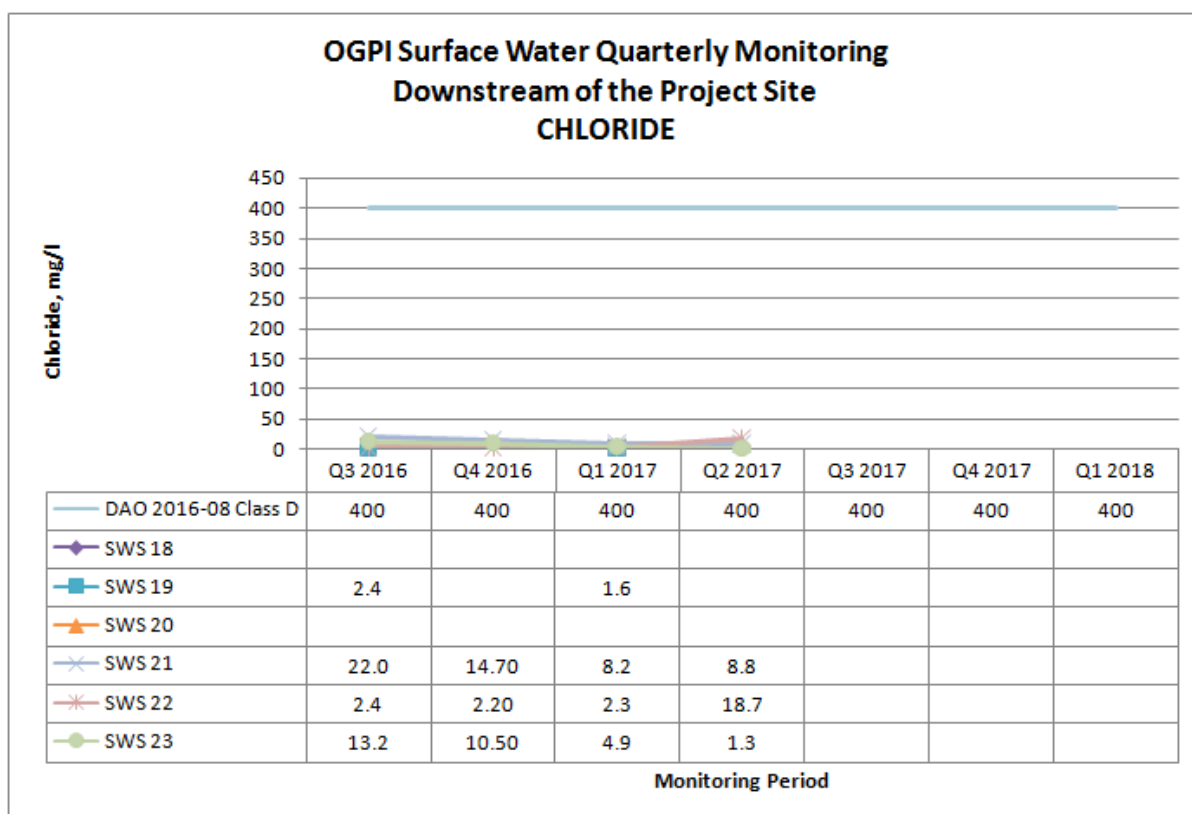 OGPI Surface Water Quarterly Monitoring
Downstream of the Project Site
CHLORIDE
Chloride, mg/l
450
400
350
300
250
200
150
100
50
0
Q3 2016 Q4 2016 Q1 2017 Q2 2017 Q3 2017 Q4 2017 Q1 2018
DAO 2016-08 Class D 400 400 400 400 400 400 400
SWS 18
SWS 19 2.4 1.6
SWS 20
SWS 21 22.0 14.70 8.2 8.8
SWS 22 2.4 2.20 2.3 18.7
SWS 23 13.2 10.50 4.9 1.3
Monitoring Period